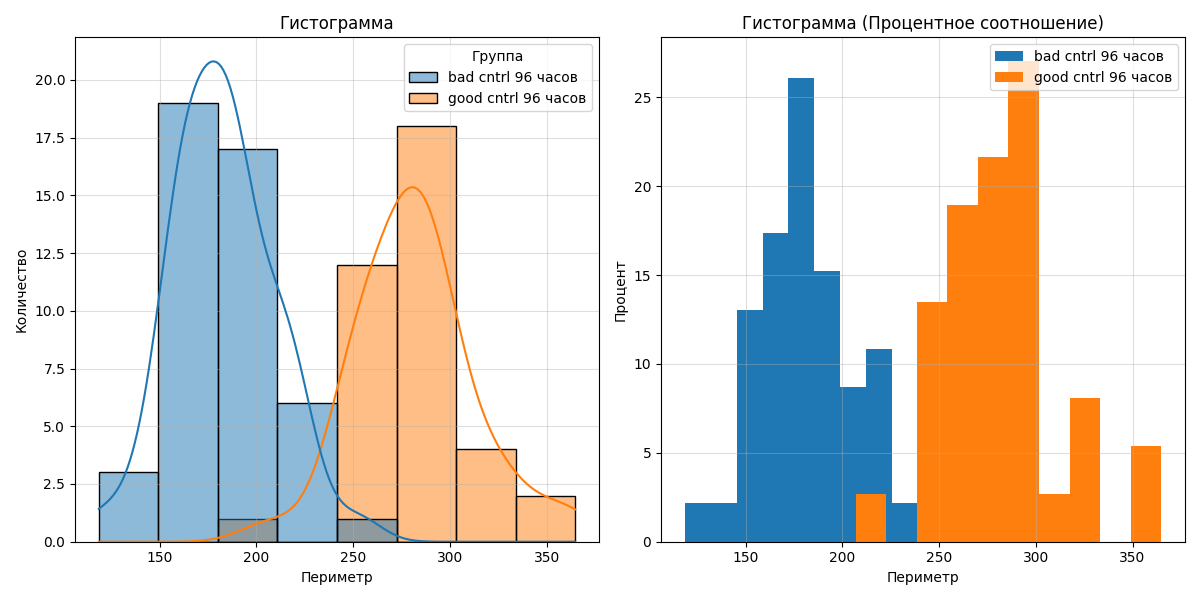 Гистограмма
Количество
20.0
17.5
15.0
12.5
10.0
7.5
5.0
2.5
0.0
150 200 250 300 350
Периметр
Группа
bad cntrl 96 часов
good cntrl 96 часов
Гистограмма (Процентное соотношение)
Процент
25
20
15
10
5
0
150 200 250 300 350
Периметр
bad cntrl 96 часов
good cntrl 96 часов